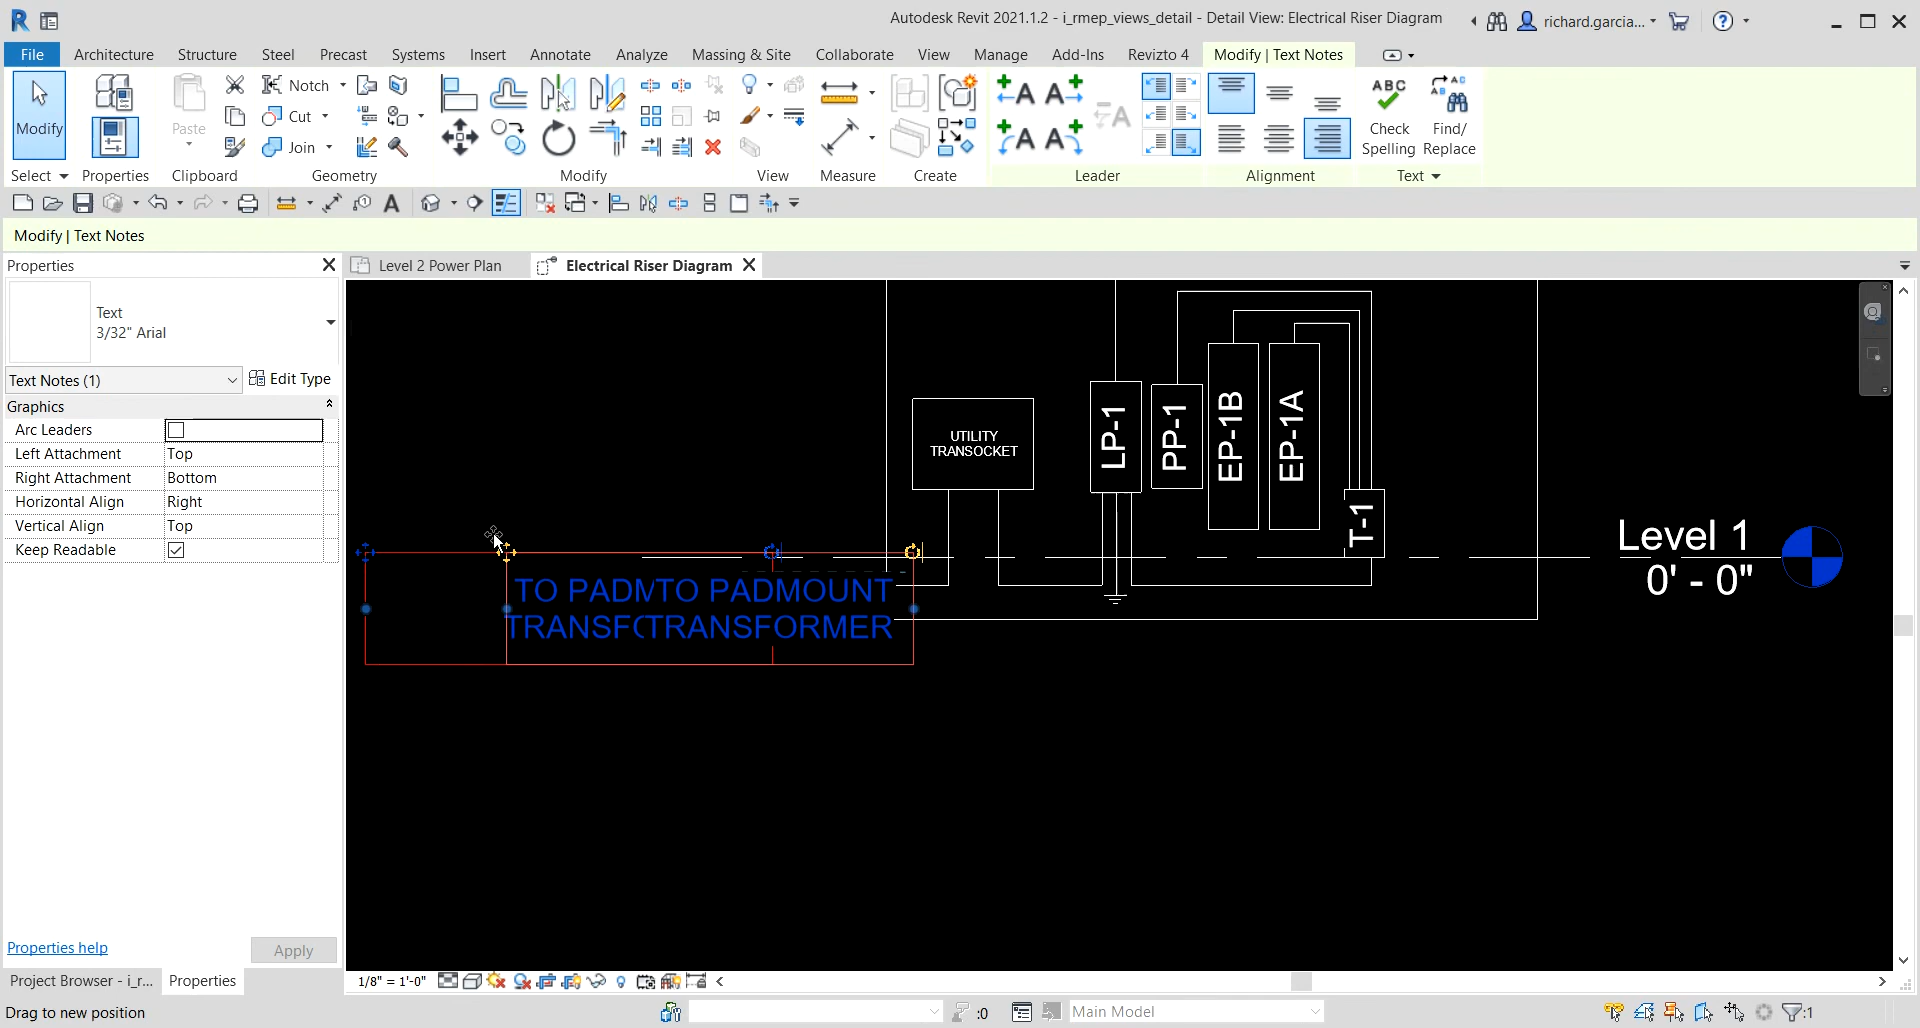 Autodesk Revit 2021.1.2 - i_rmep_views_detail - Detail View: Electrical Riser Diagram
richard.garcia...
File Architecture Structure Steel Precast Systems Insert Annotate Analyze Massing & Site Collaborate View Manage Add-Ins Revizto 4 Modify | Text Notes
Modify
Paste
Notch
Cut
Join
ABC
Check
Spelling
Find/
Replace
Select Properties Clipboard Geometry Modify View Measure Create Leader Alignment Text
Modify | Text Notes
Properties
Level 2 Power Plan
Electrical Riser Diagram
Text
3/32" Arial
Text Notes (1)
Edit Type
Graphics
Arc Leaders
Left Attachment Top
Right Attachment Bottom
Horizontal Align Right
Vertical Align Top
Keep Readable
UTILITY
TRANSOCKET
LP-1
PP-1
EP-1B
EP-1A
T-1
Level 1
0' - 0"
TO PADMTO PADMOUNT
TRANSFCTRANSFORMER
Properties help
Apply
Project Browser - i_r...
Properties
1/8" = 1'-0"
Drag to new position
:0
Main Model
:1